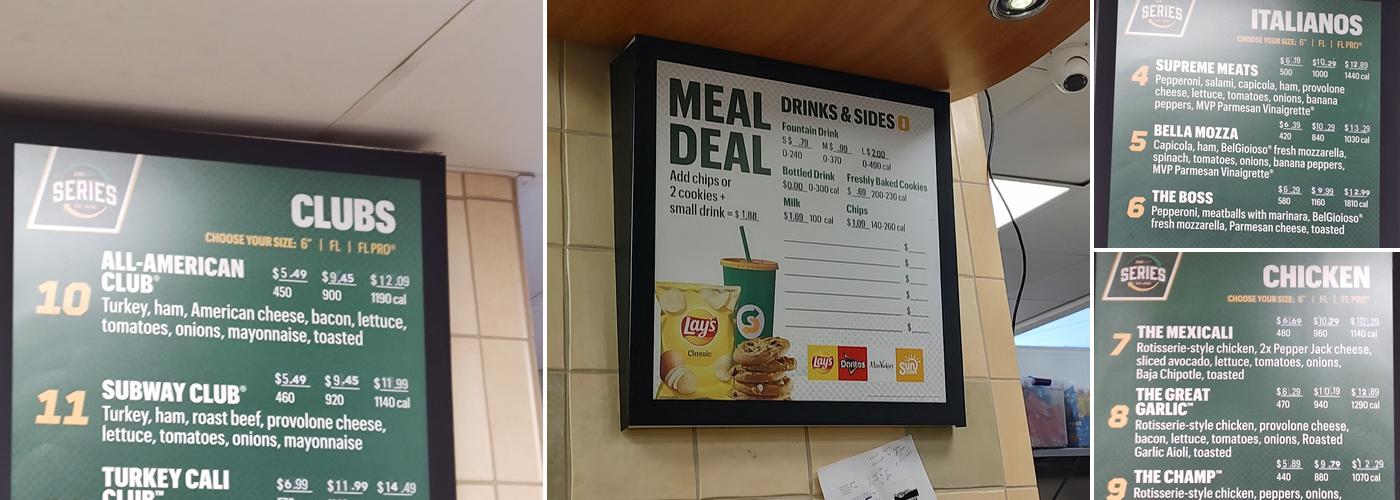 SERIES
CLUBS
CHOOSE YOUR SIZE: 6" | FL | FL PRO®
10
ALL-AMERICAN CLUB® $5.49 $9.45 $12.09
450 900 1190 cal
Turkey, ham, American cheese, bacon, lettuce,
tomatoes, onions, mayonnaise, toasted
11
SUBWAY CLUB® $5.49 $9.45 $11.99
460 920 1140 cal
Turkey, ham, roast beef, provolone cheese,
lettuce, tomatoes, onions, mayonnaise
TURKEY CALI CLUB™ $6.99 $11.99 $14.49
MEAL
DEAL
Add chips or
2 cookies +
small drink = $1.88
DRINKS & SIDES
Fountain Drink
S $ .79 M $ .99 L $2.00
0-240 0-370 0-490 cal
Bottled Drink
$0.00 0-300 cal
Freshly Baked Cookies
$ .69 200-230 cal
Milk
$1.69 100 cal
Chips
$1.09 140-260 cal
$
$
$
$
$
$
Lay's
Classic
S
Lay's
Doritos
Miss Vickie's
Sun
SERIES
ITALIANOS
CHOOSE YOUR SIZE: 6" | FL | FL PRO®
4
SUPREME MEATS $6.19 $10.29 $12.89
500 1000 1440 cal
Pepperoni, salami, capicola, ham, provolone
cheese, lettuce, tomatoes, onions, banana
peppers, MVP Parmesan Vinaigrette®
5
BELLA MOZZA $6.39 $10.29 $13.29
420 840 1030 cal
Capicola, ham, BelGioioso® fresh mozzarella,
spinach, tomatoes, onions, banana peppers,
MVP Parmesan Vinaigrette®
6
THE BOSS $6.29 $9.99 $12.99
580 1160 1810 cal
Pepperoni, meatballs with marinara, BelGioioso®
fresh mozzarella, Parmesan cheese, toasted
SERIES
CHICKEN
CHOOSE YOUR SIZE: 6" | FL | FL PRO®
7
THE MEXICALI $6.69 $10.79
480 960 1140 cal
Rotisserie-style chicken, 2x Pepper Jack cheese,
sliced avocado, lettuce, tomatoes, onions,
Baja Chipotle, toasted
8
THE GREAT GARLIC™ $6.29 $10.19 $12.89
470 940 1290 cal
Rotisserie-style chicken, provolone cheese,
bacon, lettuce, tomatoes, onions, Roasted
Garlic Aioli, toasted
9
THE CHAMP™ $5.89 $9.79 $12.29
440 880 1070 cal
Rotisserie-style chicken, peppers, onions,